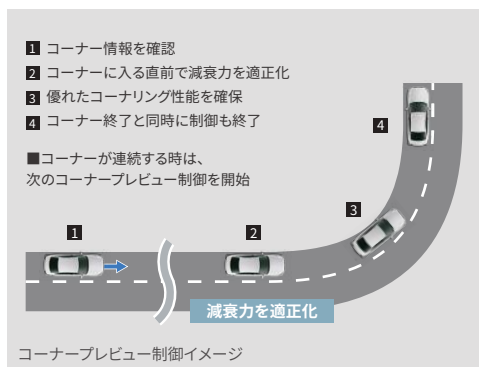 1 コーナー情報を確認
2 コーナーに入る直前で減衰力を適正化
3 優れたコーナリング性能を確保
4 コーナー終了と同時に制御も終了
■コーナーが連続する時は、
次のコーナープレビュー制御を開始
4
3
1
2
減衰力を適正化
コーナープレビュー制御イメージ